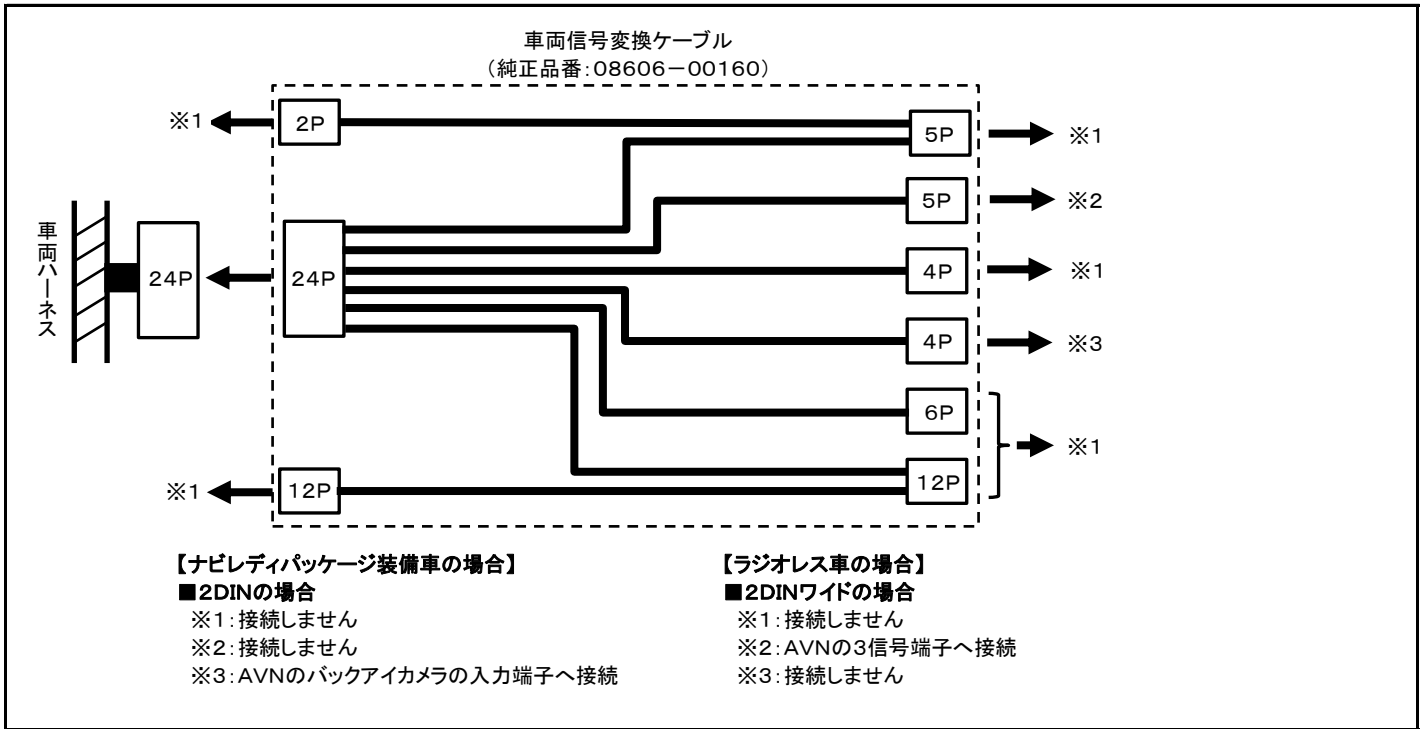 車両信号変換ケーブル
（純正品番：08606－00160）
※1
2P
5P
※1
5P
※2
車両ハーネス
24P
24P
4P
※1
4P
※3
6P
※1
※1
12P
12P
【ナビレディパッケージ装備車の場合】
■2DINの場合
※1：接続しません
※2：接続しません
※3：AVNのバックアイカメラの入力端子へ接続
【ラジオレス車の場合】
■2DINワイドの場合
※1：接続しません
※2：AVNの3信号端子へ接続
※3：接続しません